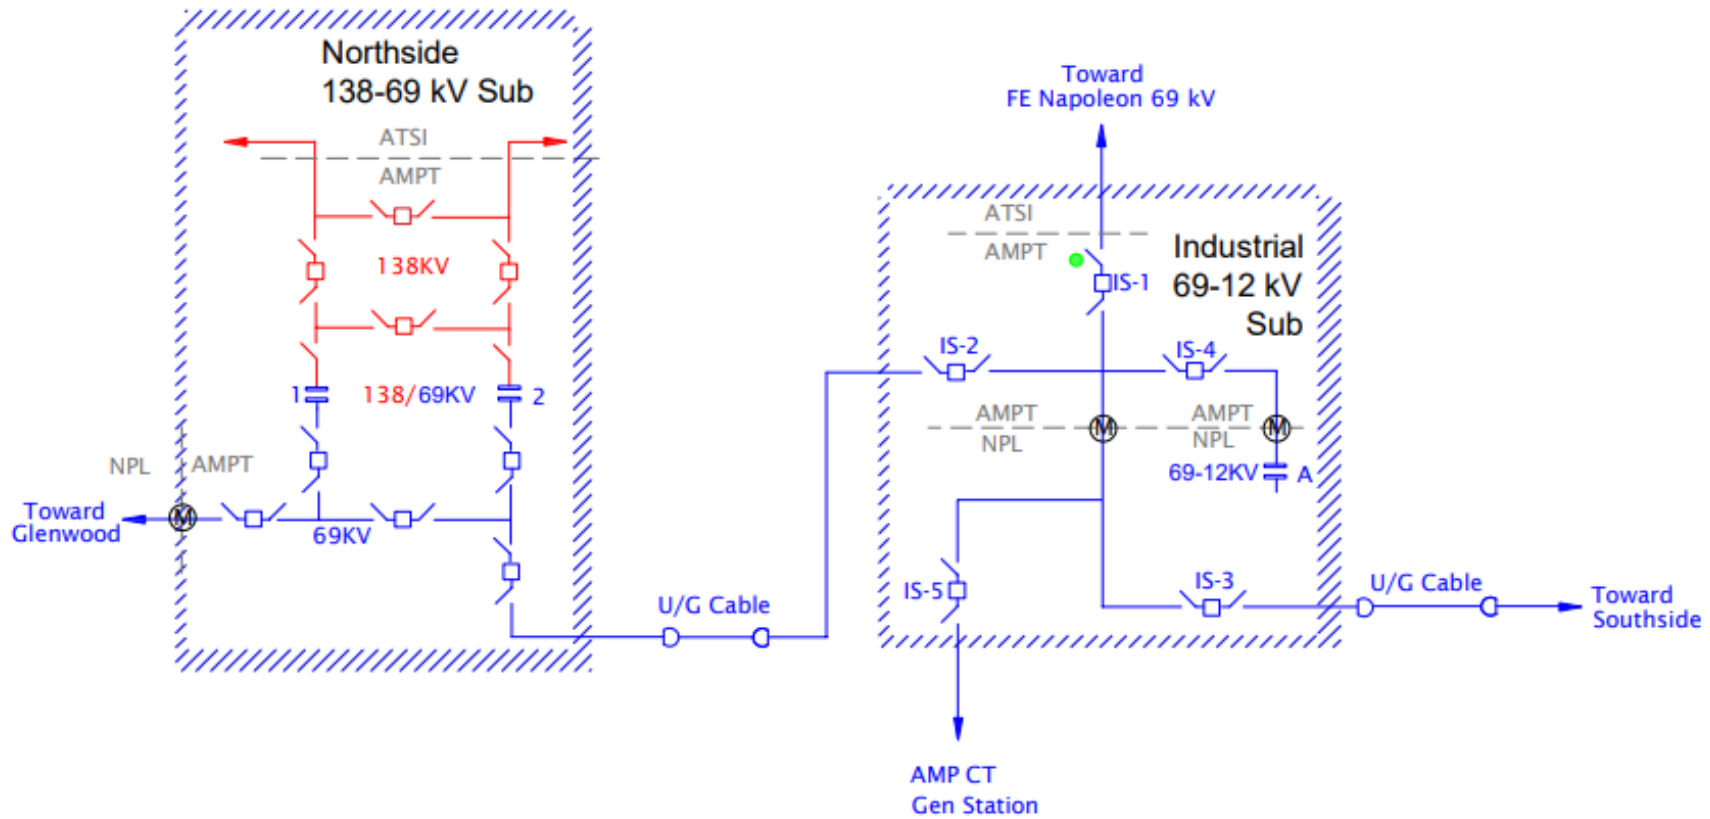 Northside
138-69 kV Sub
ATSI
AMPT
138KV
1
138/69KV
2
NPL
AMPT
Toward
Glenwood
M
69KV
U/G Cable
Toward
FE Napoleon 69 kV
ATSI
AMPT
IS-1
Industrial
69-12 kV
Sub
IS-2
IS-4
AMPT
NPL
M
AMPT
NPL
M
69-12KV
A
IS-5
IS-3
U/G Cable
Toward
Southside
AMP CT
Gen Station